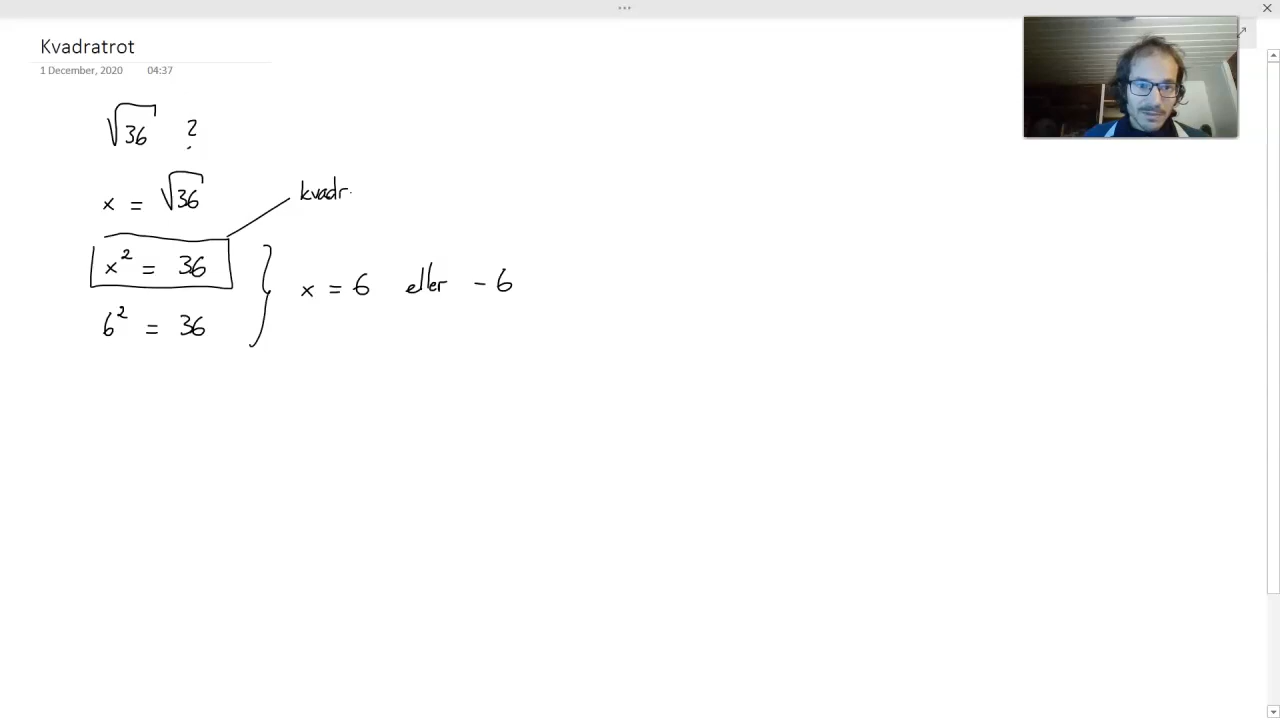 Kvadratrot
1 December, 2020 04:37
√36 ?
x = √36
kvadr.
x² = 36
x = 6 eller - 6
6² = 36